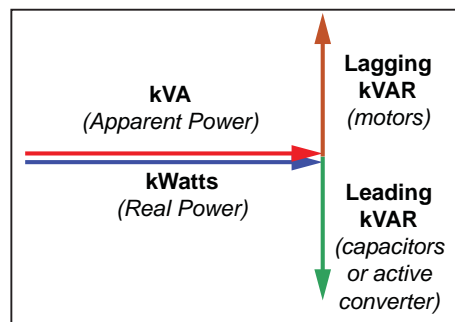 kVA
(Apparent Power)
kWatts
(Real Power)
Lagging
kVAR
(motors)
Leading
kVAR
(capacitors
or active
converter)